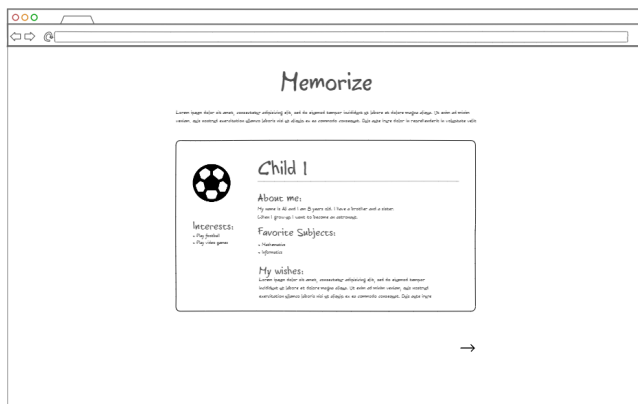 Memorize
Lorem ipsum dolor sit amet, consectetur adipiscing elit, sed do eiusmod tempor incididunt ut labore et dolore magna aliqua. Ut enim ad minim
veniam, quis nostrud exercitation ullamco laboris nisi ut aliquip ex ea commodo consequat. Duis aute irure dolor in reprehenderit in voluptate velit
Child 1
About me:
My name is Ali and I am 8 years old. I have a brother and a sister.
When I grow up I want to become an astronaut.
Interests:
Play football
Play video games
Favorite Subjects:
Mathematics
Informatics
My wishes:
Lorem ipsum dolor sit amet, consectetur adipiscing elit, sed do eiusmod tempor
incididunt ut labore et dolore magna aliqua. Ut enim ad minim veniam, quis nostrud
exercitation ullamco laboris nisi ut aliquip ex ea commodo consequat. Duis aute irure